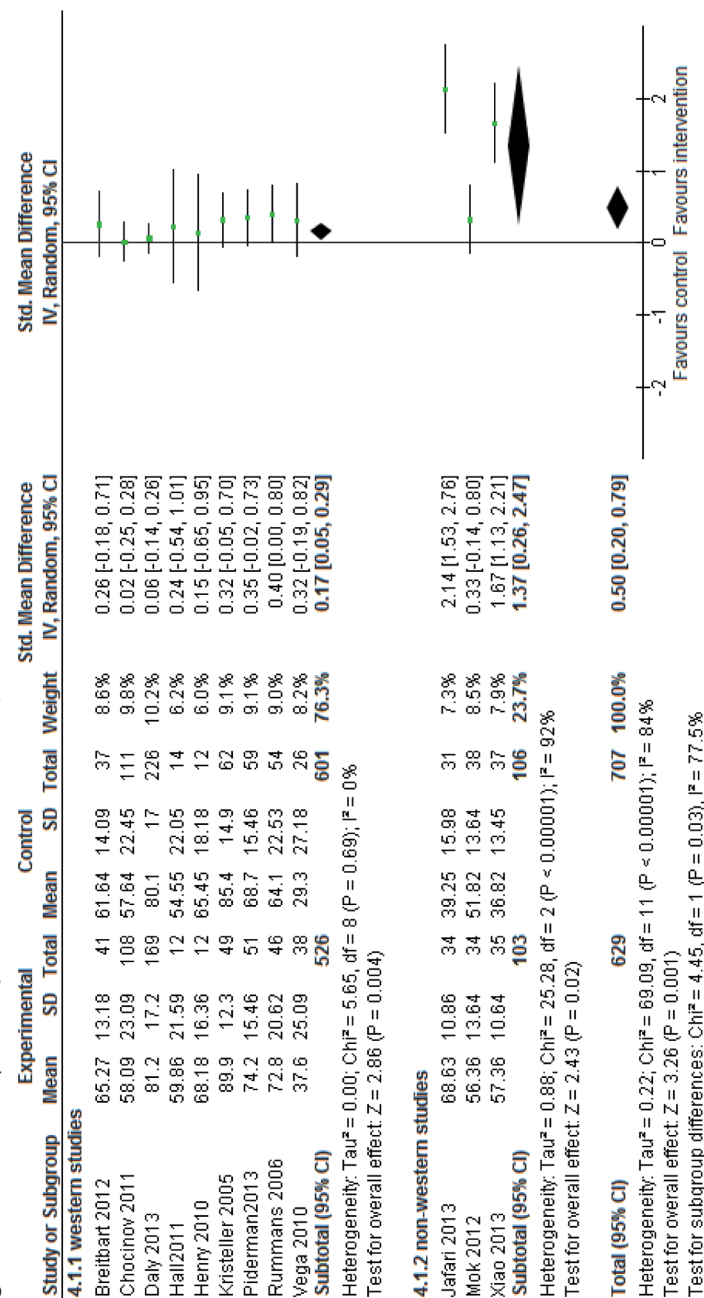 Experimental Control Std. Mean Difference Std. Mean Difference
Study or Subgroup Mean SD Total Mean SD Total Weight IV, Random, 95% CI IV, Random, 95% CI
4.1.1 western studies
Breitbart 2012 65.27 13.18 41 61.64 14.09 37 8.6% 0.26 [-0.18, 0.71]
Chocinov 2011 58.09 23.09 108 57.64 22.45 111 9.8% 0.02 [-0.25, 0.28]
Daly 2013 81.2 17.2 169 80.1 17 226 10.2% 0.06 [-0.14, 0.26]
Hall2011 59.86 21.59 12 54.55 22.05 14 6.2% 0.24 [-0.54, 1.01]
Henry 2010 68.18 16.36 12 65.45 18.18 12 6.0% 0.15 [-0.65, 0.95]
Kristeller 2005 89.9 12.3 49 85.4 14.9 62 9.1% 0.32 [-0.05, 0.70]
Piderman2013 74.2 15.46 51 68.7 15.46 59 9.1% 0.35 [-0.02, 0.73]
Rummans 2006 72.8 20.62 46 64.1 22.53 54 9.0% 0.40 [0.00, 0.80]
Vega 2010 37.6 25.09 38 29.3 27.18 26 8.2% 0.32 [-0.19, 0.82]
Subtotal (95% CI) 526 601 76.3% 0.17 [0.05, 0.29]
Heterogeneity: Tau² = 0.00; Chi² = 5.65, df = 8 (P = 0.69); I² = 0%
Test for overall effect: Z = 2.86 (P = 0.004)
4.1.2 non-western studies
Jafari 2013 68.63 10.86 34 39.25 15.98 31 7.3% 2.14 [1.53, 2.76]
Mok 2012 56.36 13.64 34 51.82 13.64 38 8.5% 0.33 [-0.14, 0.80]
Xiao 2013 57.36 10.64 35 36.82 13.45 37 7.9% 1.67 [1.13, 2.21]
Subtotal (95% CI) 103 106 23.7% 1.37 [0.26, 2.47]
Heterogeneity: Tau² = 0.88; Chi² = 25.28, df = 2 (P < 0.00001); I² = 92%
Test for overall effect: Z = 2.43 (P = 0.02)
Total (95% CI) 629 707 100.0% 0.50 [0.20, 0.79]
Heterogeneity: Tau² = 0.22; Chi² = 69.09, df = 11 (P < 0.00001); I² = 84%
Test for overall effect: Z = 3.26 (P = 0.001)
Test for subgroup differences: Chi² = 4.45, df = 1 (P = 0.03), I² = 77.5%
-2 -1 0 1 2
Favours control Favours intervention